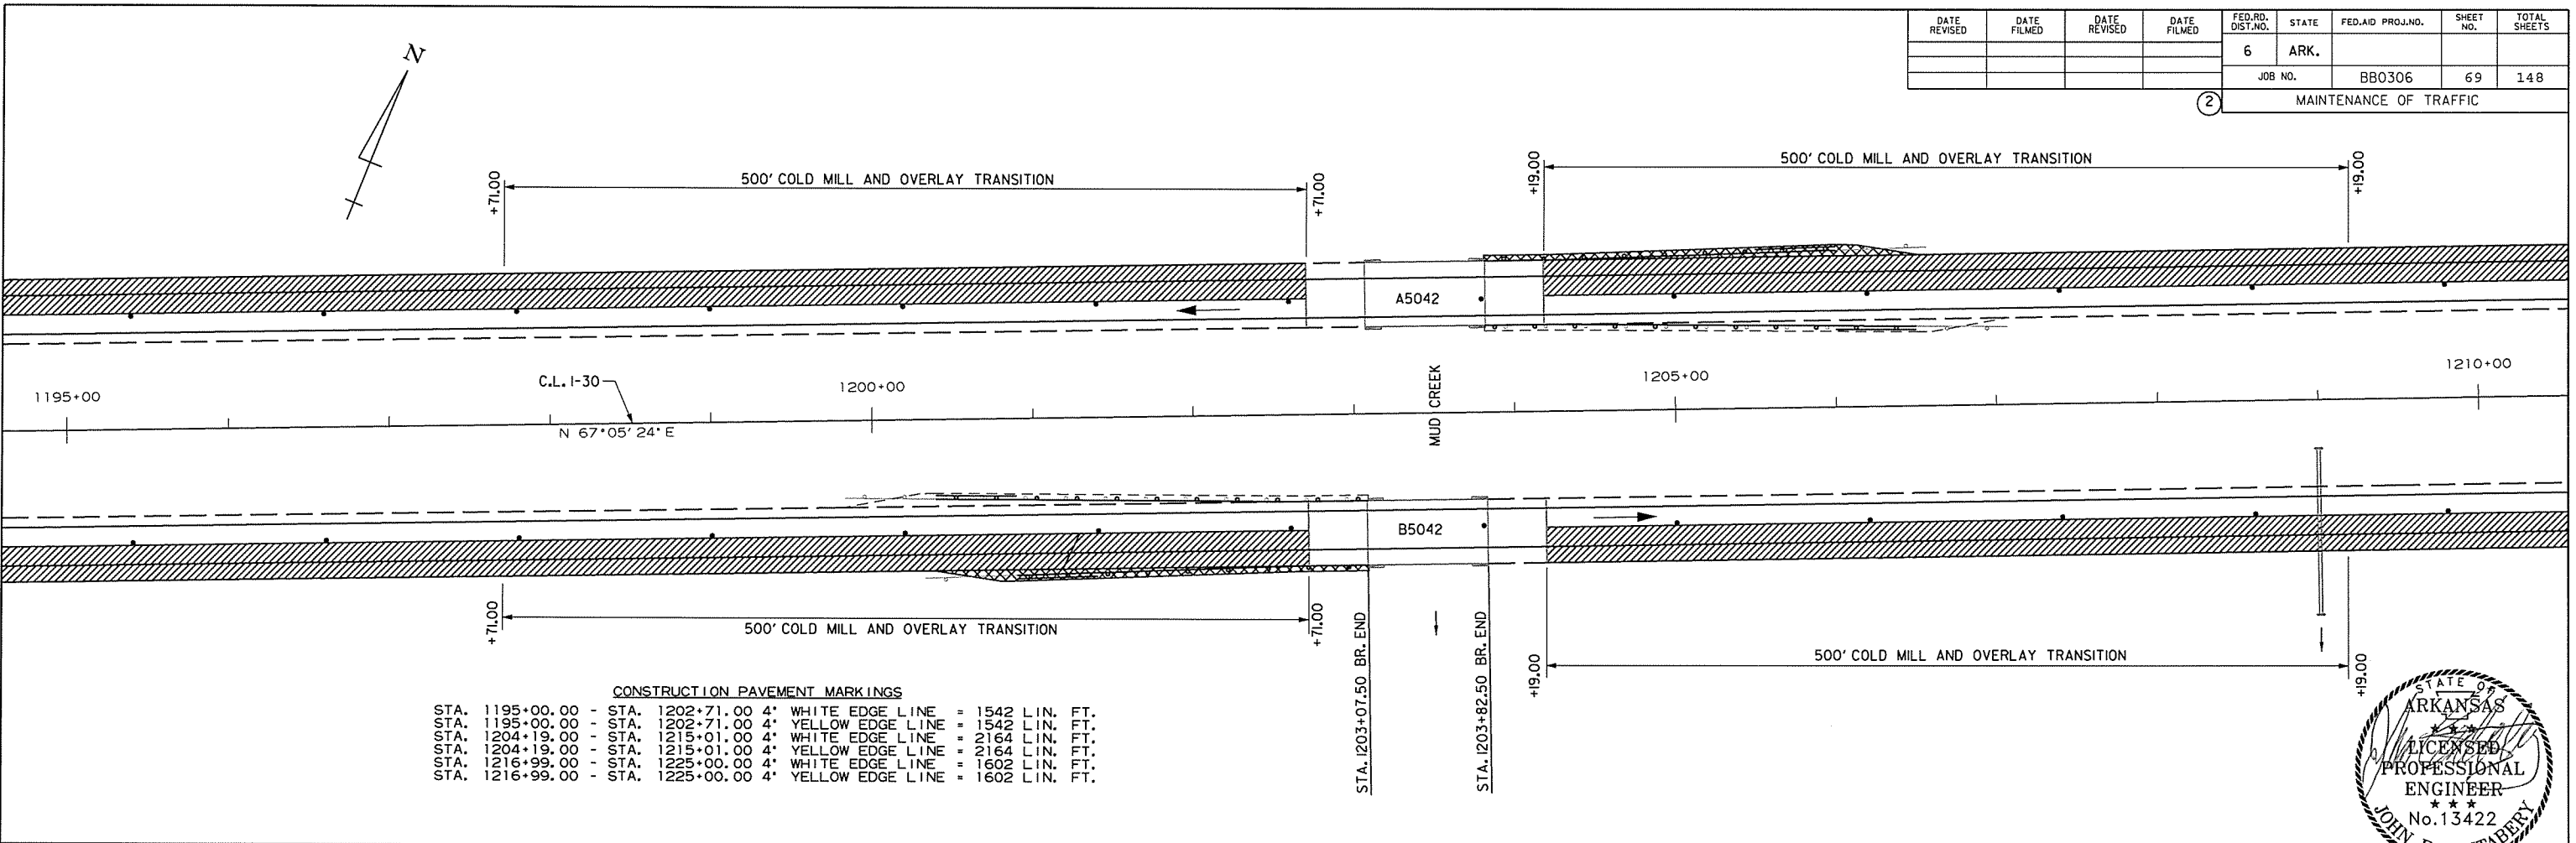 DATE REVISED
DATE FILMED
DATE REVISED
DATE FILMED
FED.RD. DIST.NO.
STATE
FED.AID PROJ.NO.
SHEET NO.
TOTAL SHEETS
6
ARK.
JOB NO.
BB0306
69
148
2
MAINTENANCE OF TRAFFIC
N
+71.00
500' COLD MILL AND OVERLAY TRANSITION
+71.00
+19.00
500' COLD MILL AND OVERLAY TRANSITION
+19.00
A5042
1195+00
C.L. I-30
1200+00
MUD CREEK
1205+00
1210+00
N 67°05'24" E
B5042
+71.00
500' COLD MILL AND OVERLAY TRANSITION
+71.00
STA. 1203+07.50 BR. END
STA. 1203+82.50 BR. END
+19.00
500' COLD MILL AND OVERLAY TRANSITION
+19.00
CONSTRUCTION PAVEMENT MARKINGS
STA. 1195+00.00 - STA. 1202+71.00 4" WHITE EDGE LINE = 1542 LIN. FT.
STA. 1195+00.00 - STA. 1202+71.00 4" YELLOW EDGE LINE = 1542 LIN. FT.
STA. 1204+19.00 - STA. 1215+01.00 4" WHITE EDGE LINE = 2164 LIN. FT.
STA. 1204+19.00 - STA. 1215+01.00 4" YELLOW EDGE LINE = 2164 LIN. FT.
STA. 1216+99.00 - STA. 1225+00.00 4" WHITE EDGE LINE = 1602 LIN. FT.
STA. 1216+99.00 - STA. 1225+00.00 4" YELLOW EDGE LINE = 1602 LIN. FT.
STATE OF
ARKANSAS
★ ★ ★
LICENSED
PROFESSIONAL
ENGINEER
★ ★ ★
No.13422
JOHN